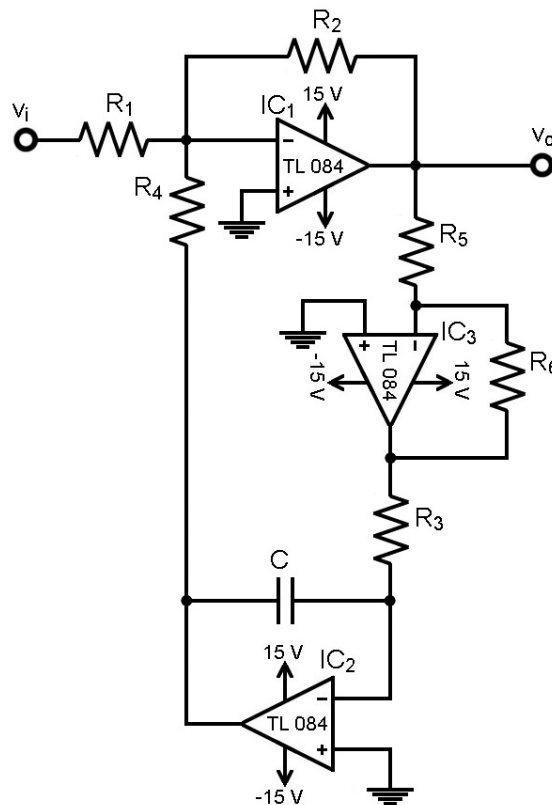 R2
vi
R1
IC1
15 V
−
TL 084
+
-15 V
vo
R4
R5
IC3
+
TL 084
−
-15 V
15 V
R6
R3
C
15 V
IC2
−
TL 084
+
-15 V